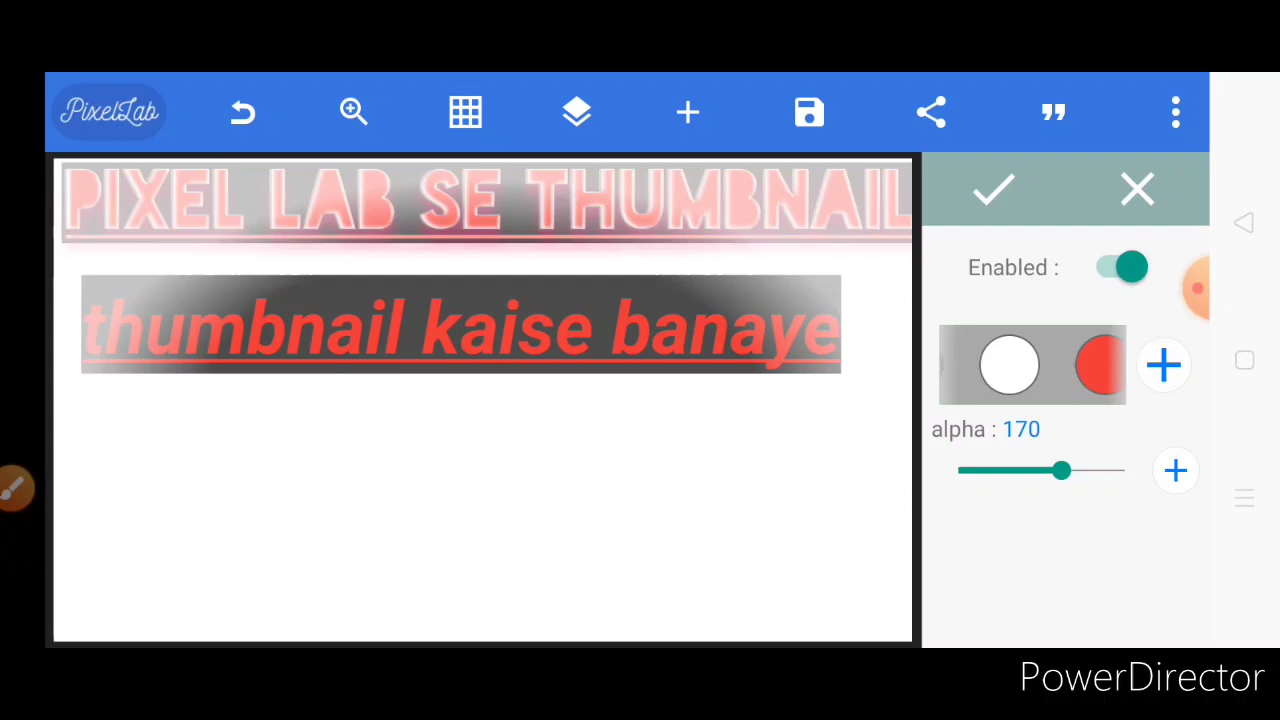 PixelLab
PIXEL LAB SE THUMBNAIL
thumbnail kaise banaye
Enabled :
alpha : 170
PowerDirector